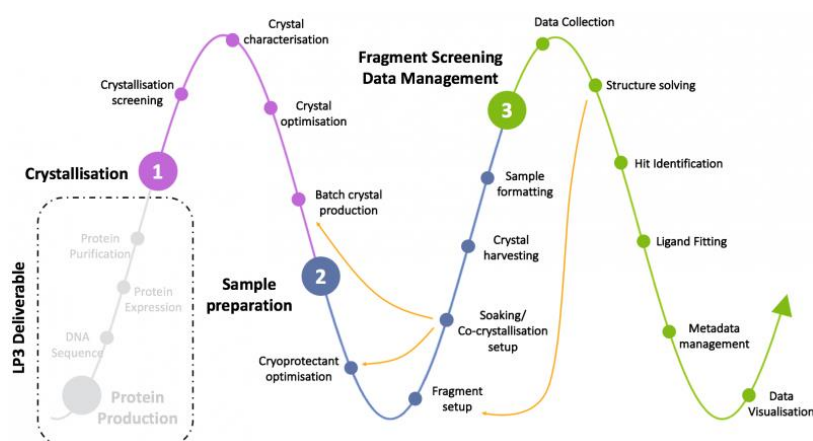 LP3 Deliverable
Protein
Production
DNA
Sequence
Protein
Expression
Protein
Purification
Crystallisation
1
Crystallisation
screening
Crystal
characterisation
Crystal
optimisation
Batch crystal
production
Sample
preparation
2
Cryoprotectant
optimisation
Fragment
setup
Soaking/
Co-crystallisation
setup
Crystal
harvesting
Sample
formatting
Fragment Screening
Data Management
3
Data Collection
Structure solving
Hit Identification
Ligand Fitting
Metadata
management
Data
Visualisation